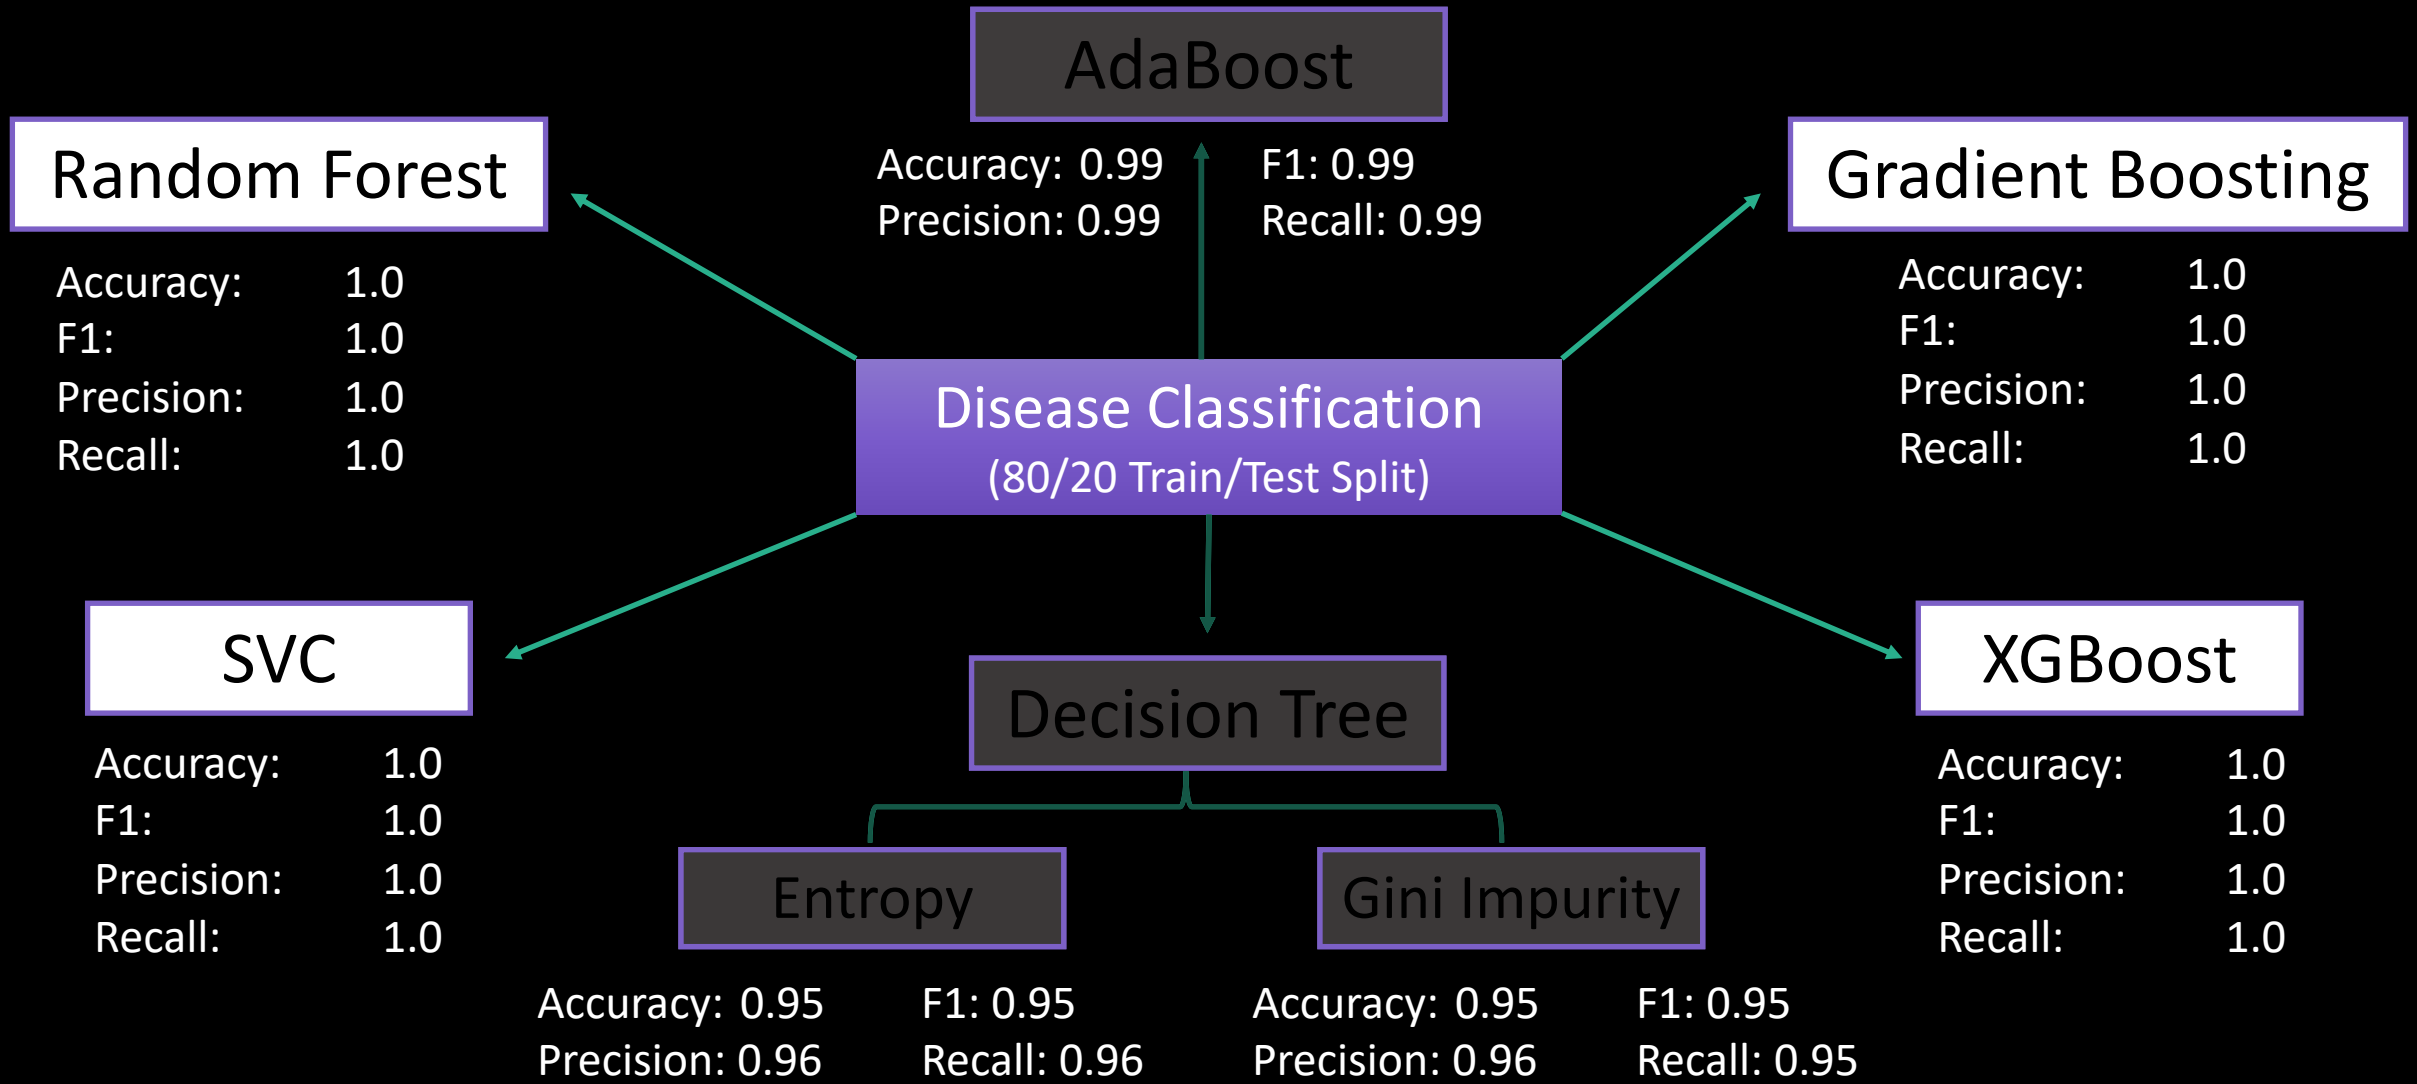 AdaBoost
Accuracy: 0.99 F1: 0.99
Precision: 0.99 Recall: 0.99
Random Forest
Accuracy: 1.0
F1: 1.0
Precision: 1.0
Recall: 1.0
Gradient Boosting
Accuracy: 1.0
F1: 1.0
Precision: 1.0
Recall: 1.0
Disease Classification
(80/20 Train/Test Split)
SVC
Accuracy: 1.0
F1: 1.0
Precision: 1.0
Recall: 1.0
Decision Tree
Entropy
Accuracy: 0.95 F1: 0.95
Precision: 0.96 Recall: 0.96
Gini Impurity
Accuracy: 0.95 F1: 0.95
Precision: 0.96 Recall: 0.95
XGBoost
Accuracy: 1.0
F1: 1.0
Precision: 1.0
Recall: 1.0